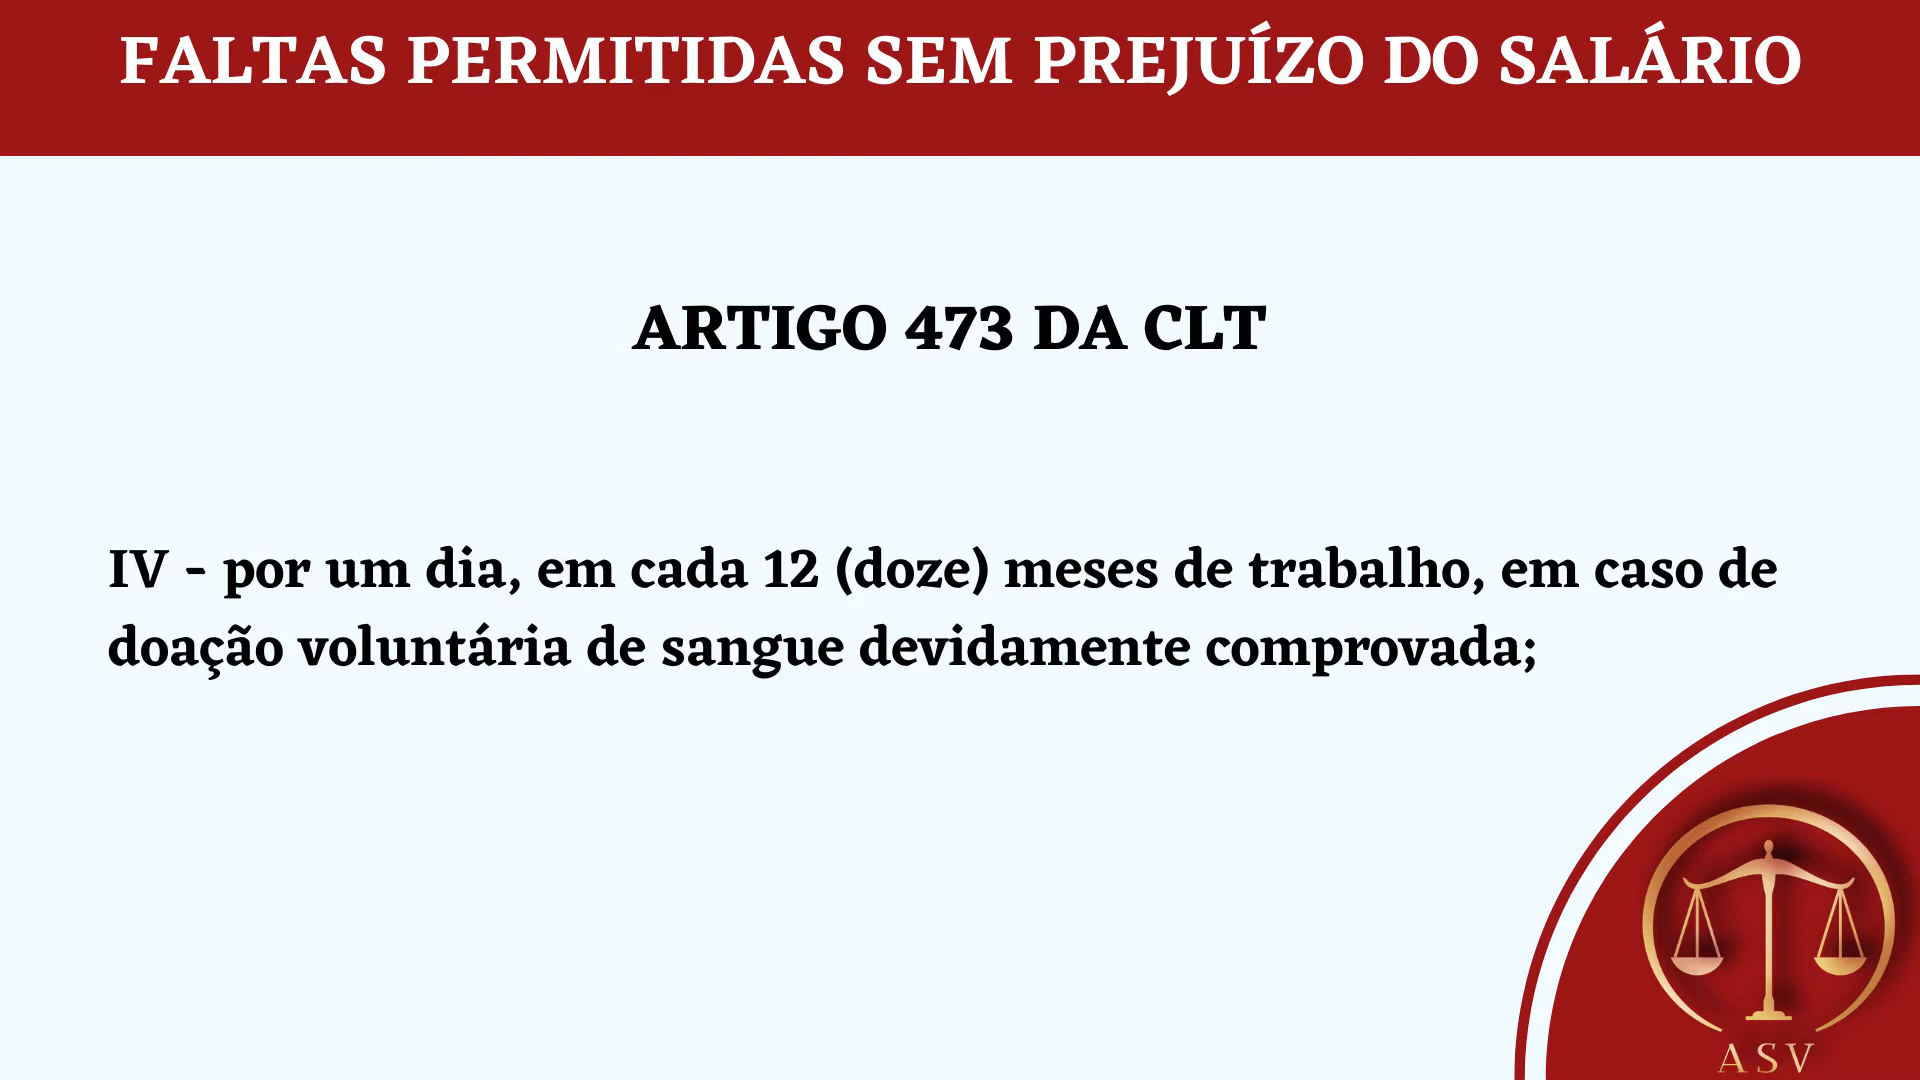 FALTAS PERMITIDAS SEM PREJUÍZO DO SALÁRIO
ARTIGO 473 DA CLT
IV - por um dia, em cada 12 (doze) meses de trabalho, em caso de
doação voluntária de sangue devidamente comprovada;
ASV